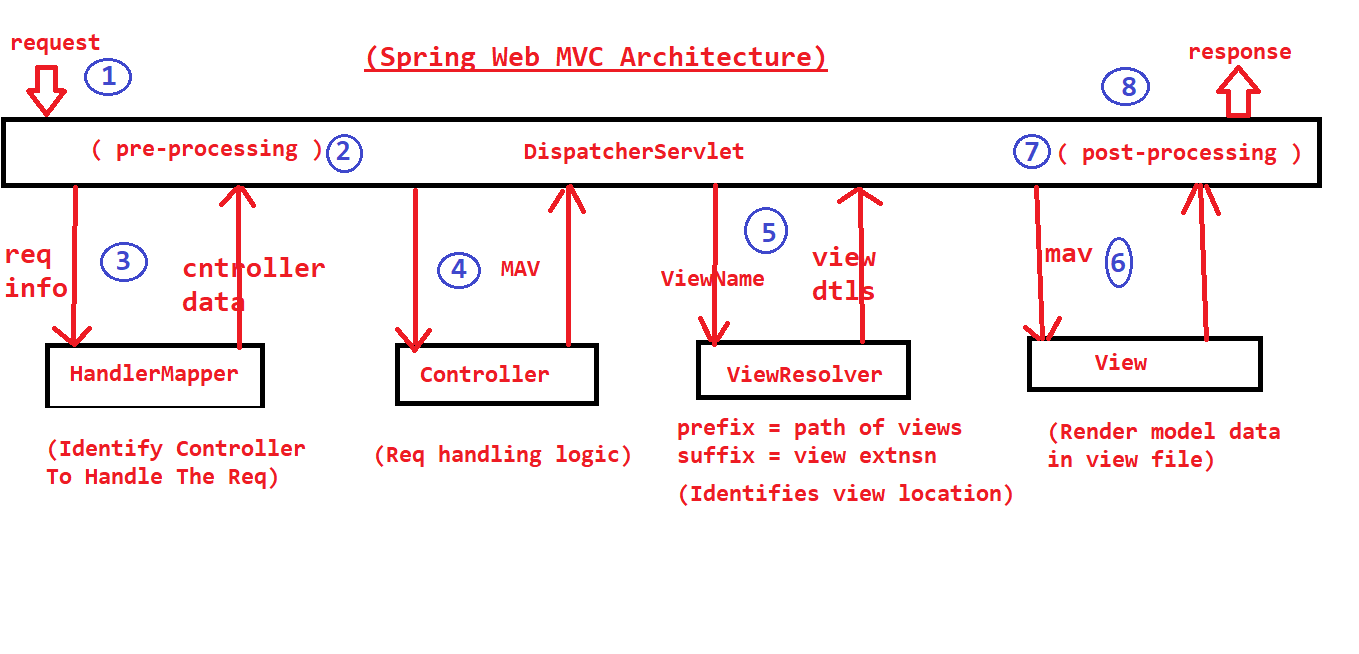 request
1
(Spring Web MVC Architecture)
8
response
( pre-processing )
2
DispatcherServlet
7
( post-processing )
req
info
3
cntroller
data
4
MAV
5
ViewName
view
dtls
mav
6
HandlerMapper
Controller
ViewResolver
View
(Identify Controller
To Handle The Req)
(Req handling logic)
prefix = path of views
suffix = view extnsn
(Identifies view location)
(Render model data
in view file)